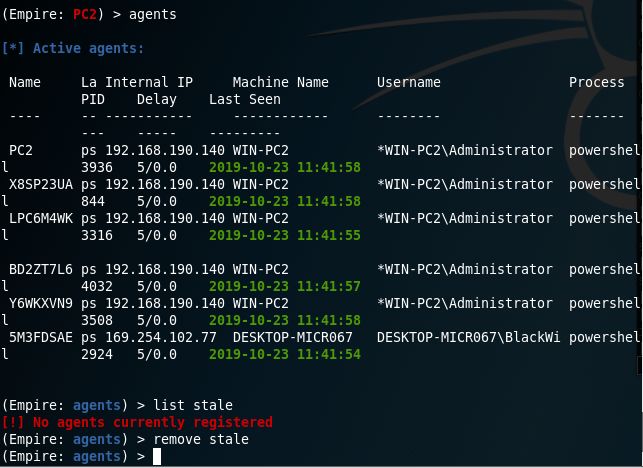 (Empire: PC2) > agents
[*] Active agents:
Name La Internal IP Machine Name Username Process
PID Delay Last Seen
---- -- ----------- ------------ -------- -------
--- ----- ---------
PC2 ps 192.168.190.140 WIN-PC2 *WIN-PC2\Administrator powershel
l 3936 5/0.0 2019-10-23 11:41:58
X8SP23UA ps 192.168.190.140 WIN-PC2 *WIN-PC2\Administrator powershel
l 844 5/0.0 2019-10-23 11:41:58
LPC6M4WK ps 192.168.190.140 WIN-PC2 *WIN-PC2\Administrator powershel
l 3316 5/0.0 2019-10-23 11:41:55
BD2ZT7L6 ps 192.168.190.140 WIN-PC2 *WIN-PC2\Administrator powershel
l 4032 5/0.0 2019-10-23 11:41:57
Y6WKXVN9 ps 192.168.190.140 WIN-PC2 *WIN-PC2\Administrator powershel
l 3508 5/0.0 2019-10-23 11:41:58
5M3FDSAE ps 169.254.102.77 DESKTOP-MICR067 DESKTOP-MICR067\BlackWi powershel
l 2924 5/0.0 2019-10-23 11:41:54
(Empire: agents) > list stale
[!] No agents currently registered
(Empire: agents) > remove stale
(Empire: agents) >